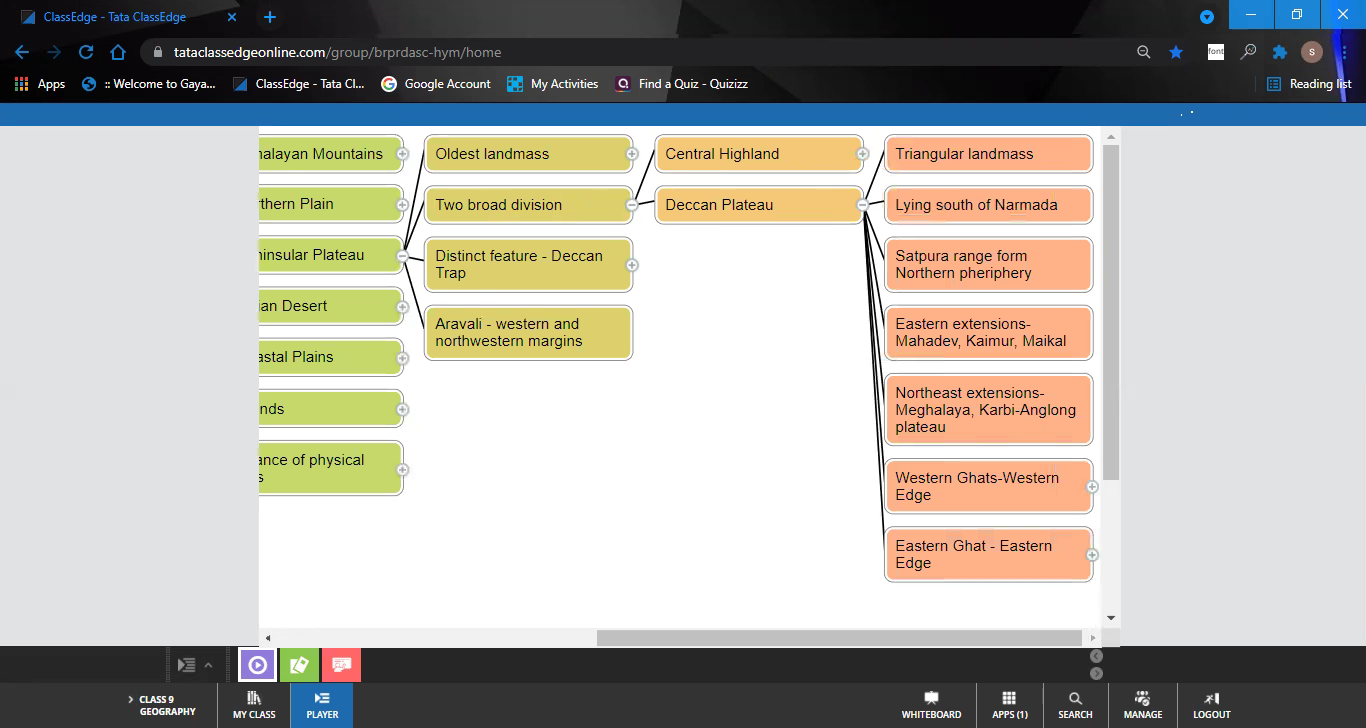 ClassEdge - Tata ClassEdge
tataclassedgeonline.com/group/brprdasc-hym/home
font
S
Apps
:: Welcome to Gaya...
ClassEdge - Tata Cl...
Google Account
My Activities
Find a Quiz - Quizizz
Reading list
nalayan Mountains
Oldest landmass
Central Highland
Triangular landmass
thern Plain
Two broad division
Deccan Plateau
Lying south of Narmada
ninsular Plateau
Distinct feature - Deccan
Trap
Satpura range form
Northern pheriphery
ian Desert
Aravali - western and
northwestern margins
Eastern extensions-
Mahadev, Kaimur, Maikal
astal Plains
Northeast extensions-
Meghalaya, Karbi-Anglong
plateau
nds
ance of physical
s
Western Ghats-Western
Edge
Eastern Ghat - Eastern
Edge
CLASS 9
GEOGRAPHY
MY CLASS
PLAYER
WHITEBOARD
APPS (1)
SEARCH
MANAGE
LOGOUT